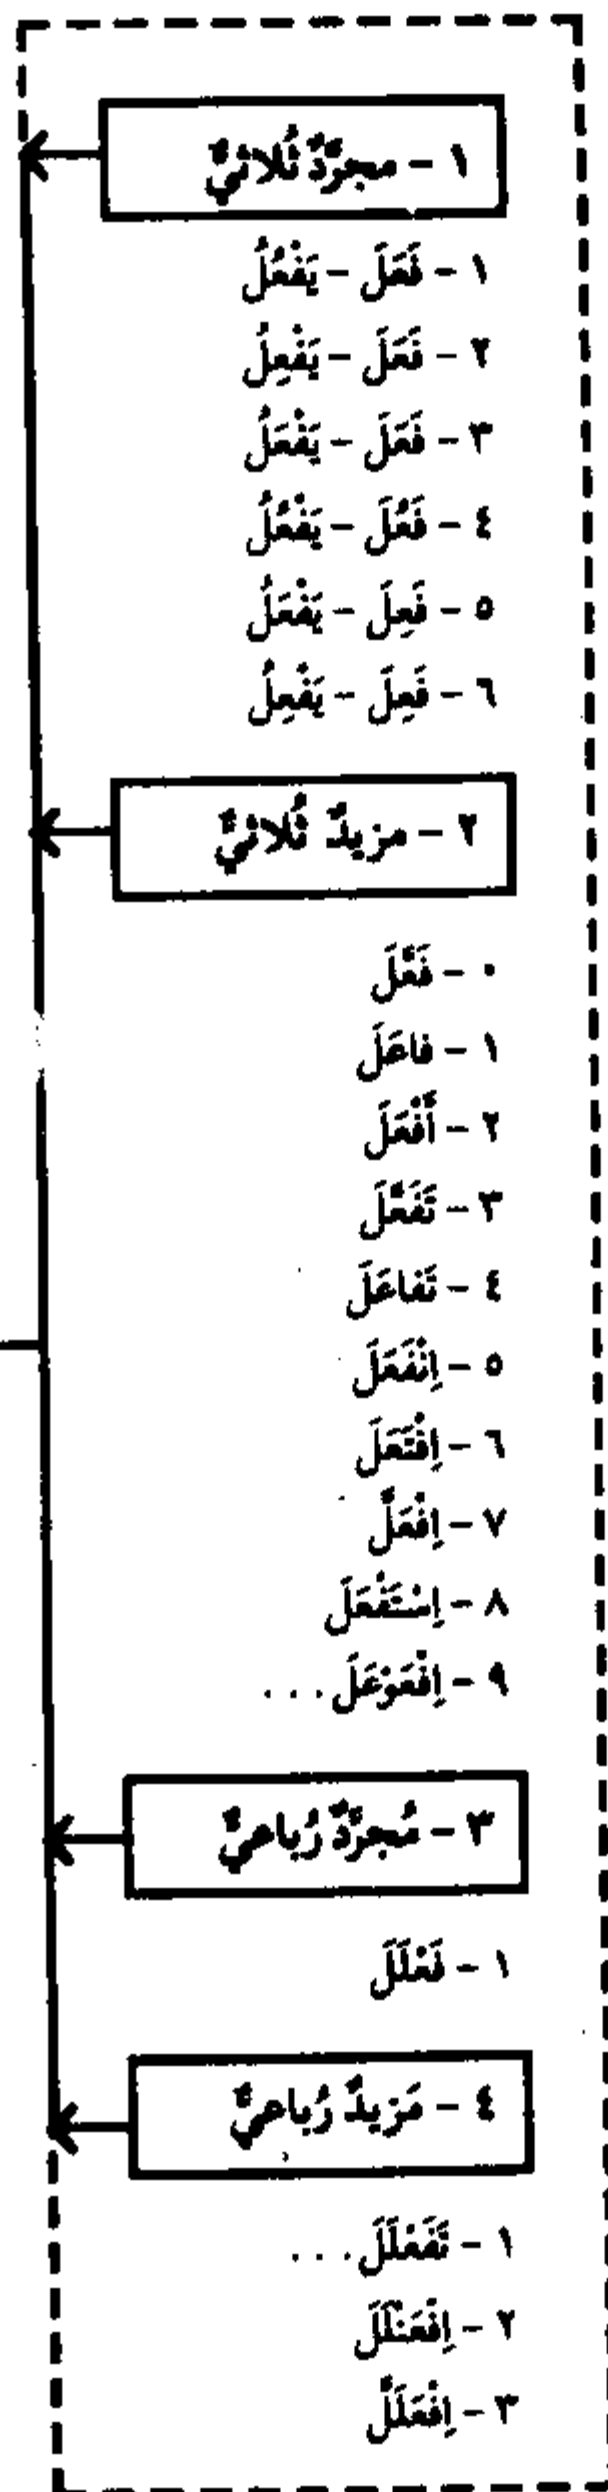 ١ - مجرَّدٌ ثُلاثيٌّ
١ - فَعَلَ - يَفْعُلُ
٢ - فَعَلَ - يَفْعِلُ
٣ - فَعَلَ - يَفْعَلُ
٤ - فَعُلَ - يَفْعُلُ
٥ - فَعِلَ - يَفْعَلُ
٦ - فَعِلَ - يَفْعِلُ
٢ - مزيدٌ ثُلاثيٌّ
٠ - فَعَّلَ
١ - فاعَلَ
٢ - أَفْعَلَ
٣ - تَفَعَّلَ
٤ - تَفاعَلَ
٥ - اِنْفَعَلَ
٦ - اِفْتَعَلَ
٧ - اِفْعَلَّ
٨ - اِسْتَفْعَلَ
٩ - اِفْعَوْعَلَ...
٣ - مُجرَّدٌ رُباعيٌّ
١ - فَعْلَلَ
٤ - مَزيدٌ رُباعيٌّ
١ - تَفَعْلَلَ...
٢ - اِفْعَنْلَلَ
٣ - اِفْعَلَلَّ